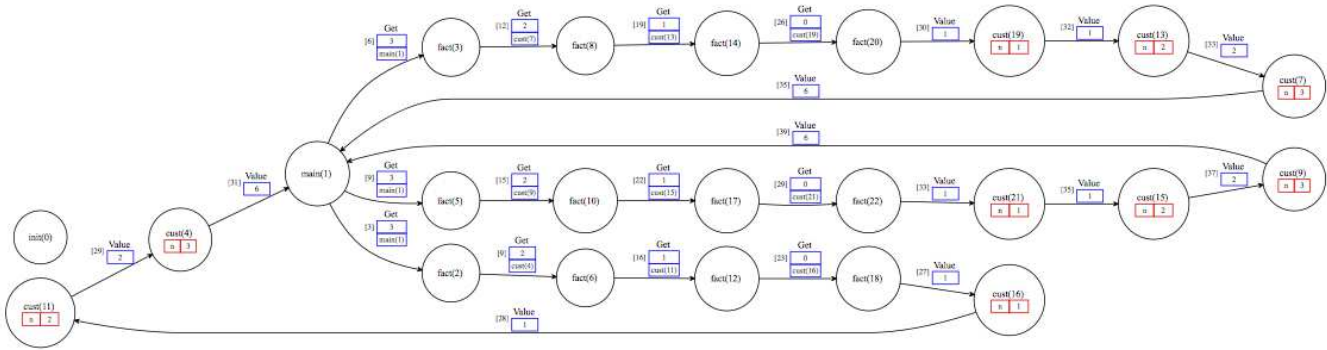 Get
[6] 3
main(1)
fact(3)
Get
[12] 2
cust(7)
fact(8)
Get
[19] 1
cust(13)
fact(14)
Get
[26] 0
cust(19)
fact(20)
Value
[30] 1
cust(19)
n 1
Value
[32] 1
cust(13)
n 2
Value
[33] 2
cust(7)
n 3
Value
[35] 6
Value
[39] 6
main(1)
Get
[9] 3
main(1)
fact(5)
Get
[15] 2
cust(9)
fact(10)
Get
[22] 1
cust(15)
fact(17)
Get
[29] 0
cust(21)
fact(22)
Value
[33] 1
cust(21)
n 1
Value
[35] 1
cust(15)
n 2
Value
[37] 2
cust(9)
n 3
Value
[31] 6
init(0)
cust(4)
n 3
Value
[29] 2
cust(11)
n 2
Get
[3] 3
main(1)
fact(2)
Get
[9] 2
cust(4)
fact(6)
Get
[16] 1
cust(11)
fact(12)
Get
[23] 0
cust(16)
fact(18)
Value
[27] 1
cust(16)
n 1
Value
[28] 1